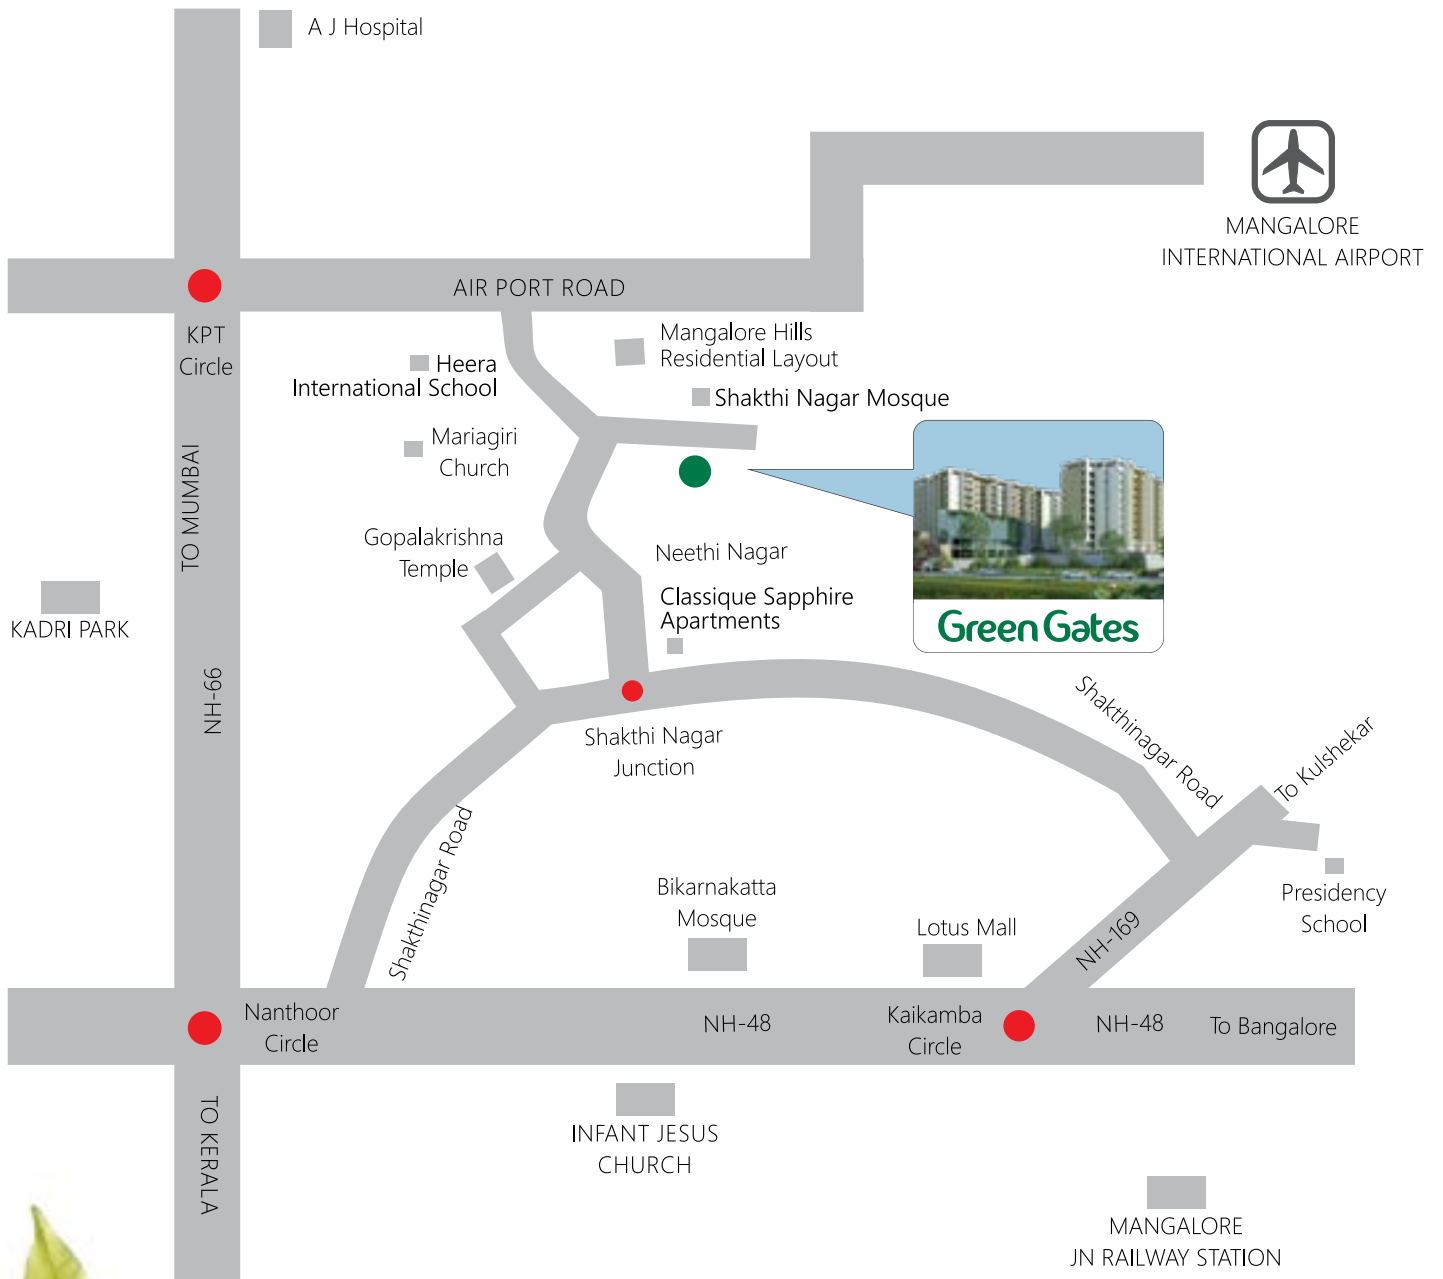 A J Hospital
MANGALORE
INTERNATIONAL AIRPORT
AIR PORT ROAD
KPT
Circle
Mangalore Hills
Residential Layout
Heera
International School
Shakthi Nagar Mosque
Mariagiri
Church
TO MUMBAI
Gopalakrishna
Temple
Neethi Nagar
Classique Sapphire
Apartments
Green Gates
KADRI PARK
NH-66
Shakthi Nagar
Junction
Shakthinagar Road
To Kulshekar
Shakthinagar Road
Bikarnakatta
Mosque
Lotus Mall
NH-169
Presidency
School
Nanthoor
Circle
NH-48
Kaikamba
Circle
NH-48
To Bangalore
TO KERALA
INFANT JESUS
CHURCH
MANGALORE
JN RAILWAY STATION